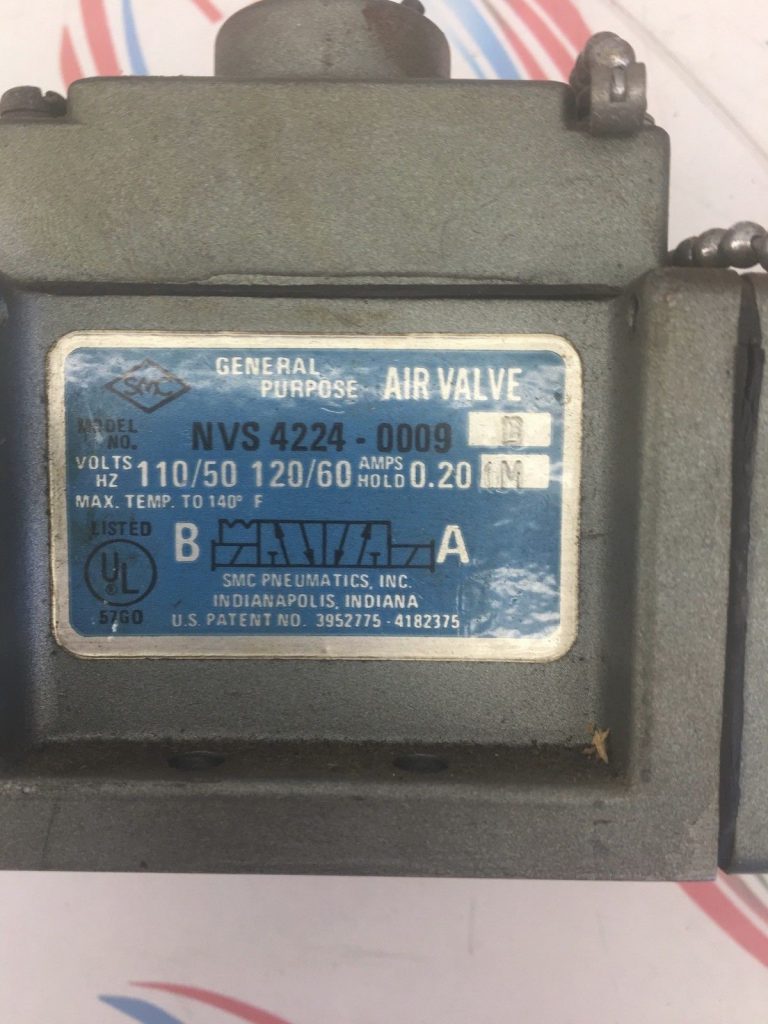 SMC
GENERAL PURPOSE AIR VALVE
MODEL NO. NVS 4224 - 0009 B
VOLTS HZ 110/50 120/60 AMPS HOLD 0.20 1M
MAX. TEMP. TO 140° F
LISTED
UL
57G0
B A
SMC PNEUMATICS, INC.
INDIANAPOLIS, INDIANA
U.S. PATENT NO. 3952775 - 4182375